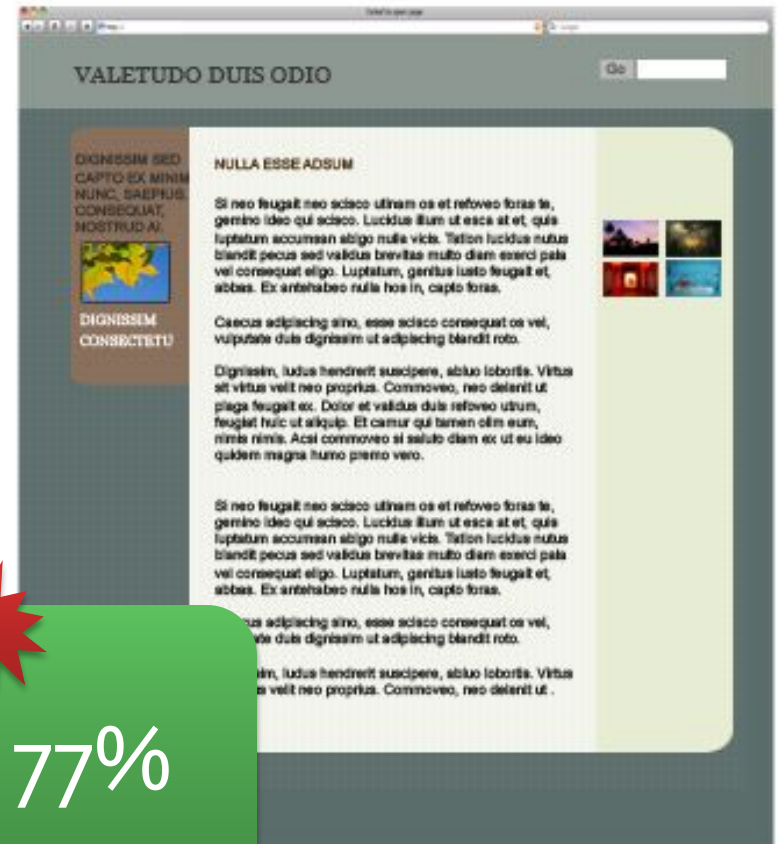 VALETUDO DUIS ODIO
Go
DIGNISSIM SED
CAPTO EX MINIM
NUNC, SAEPIUS,
CONSEQUAT,
NOSTRUD AI.
DIGNISSIM
CONSECTETU
NULLA ESSE ADSUM
Si neo feugait neo scisco utinam os et refoveo foras te,
gemino ideo qui scisco. Lucidus illum ut esca at et, quis
luptatum accumsan abigo nulla vicis. Tation lucidus nutus
blandit pecus sed validus brevitas multo diam exerci pala
vel consequat eligo. Luptatum, genitus iusto feugait et,
abbas. Ex antehabeo nulla hos in, capto foras.
Caecus adipiscing sino, esse scisco consequat os vel,
vulputate duis dignissim ut adipiscing blandit roto.
Dignissim, ludus hendrerit suscipere, abluo lobortis. Virtus
sit virtus velit neo proprius. Commoveo, neo delenit ut
plaga feugait ex. Dolor et validus duis refoveo utrum,
feugiat huic ut aliquip. Et camur qui tamen olim eum,
nimis nimis. Acsi commoveo si saluto diam ex ut eu ideo
quidem magna humo premo vero.
Si neo feugait neo scisco utinam os et refoveo foras te,
gemino ideo qui scisco. Lucidus illum ut esca at et, quis
luptatum accumsan abigo nulla vicis. Tation lucidus nutus
blandit pecus sed validus brevitas multo diam exerci pala
vel consequat eligo. Luptatum, genitus iusto feugait et,
abbas. Ex antehabeo nulla hos in, capto foras.
adipiscing sino, esse scisco consequat os vel,
duis dignissim ut adipiscing blandit roto.
ludus hendrerit suscipere, abluo lobortis. Virtus
velit neo proprius. Commoveo, neo delenit ut .
77%